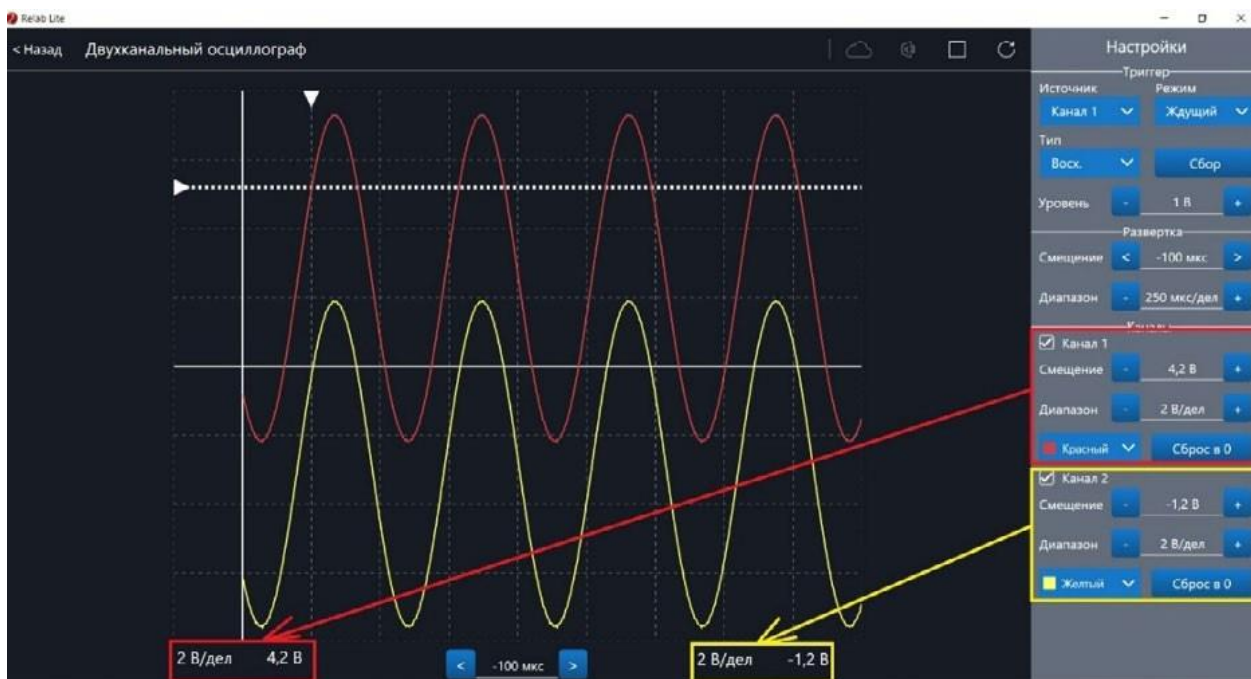 Relab Lite
< Назад Двухканальный осциллограф
Настройки
Триггер
Источник Режим
Канал 1 Ждущий
Тип
Восх. Сбор
Уровень - 1 В +
Развертка
Смещение < -100 мкс >
Диапазон - 250 мкс/дел +
Каналы
Канал 1
Смещение - 4,2 В +
Диапазон - 2 В/дел +
Красный Сброс в 0
Канал 2
Смещение - -1,2 В +
Диапазон - 2 В/дел +
Желтый Сброс в 0
2 В/дел 4,2 В < -100 мкс > 2 В/дел -1,2 В